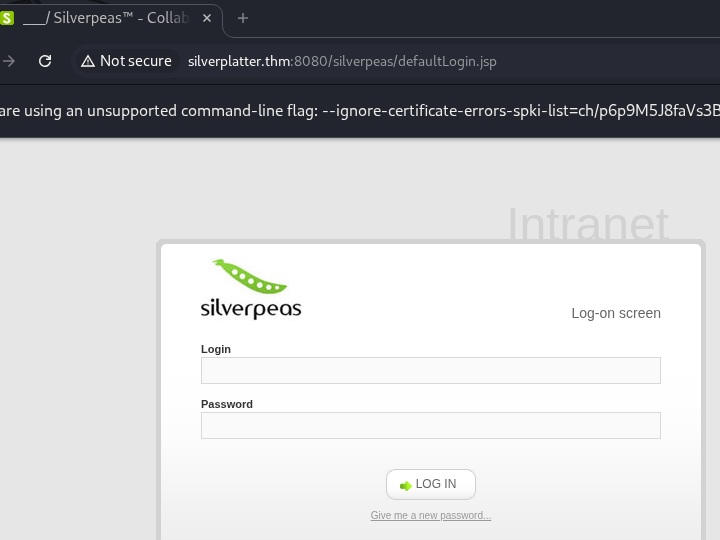 S ___/ Silverpeas™ - Collab
Not secure silverplatter.thm:8080/silverpeas/defaultLogin.jsp
are using an unsupported command-line flag: --ignore-certificate-errors-spki-list=ch/p6p9M5J8faVs3B
Intranet
silverpeas
Log-on screen
Login
Password
LOG IN
Give me a new password...